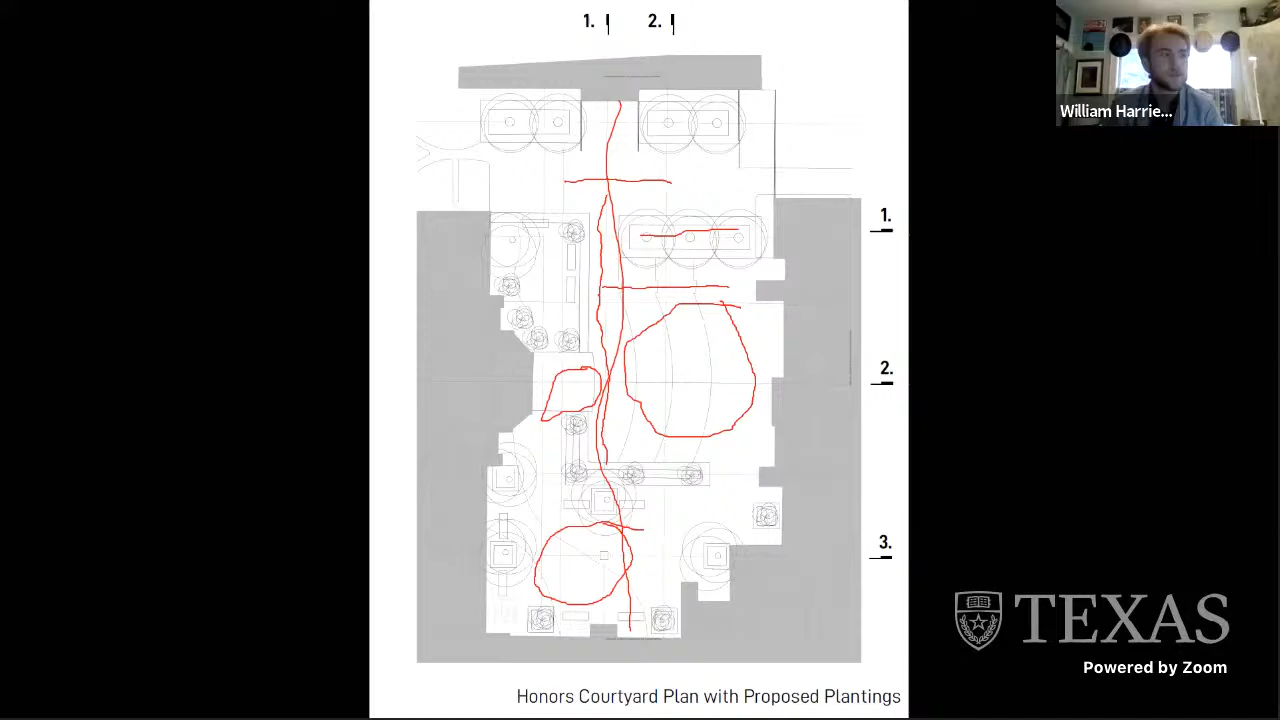 1. 2.
William Harrie...
1.
2.
3.
TEXAS
Powered by Zoom
Honors Courtyard Plan with Proposed Plantings